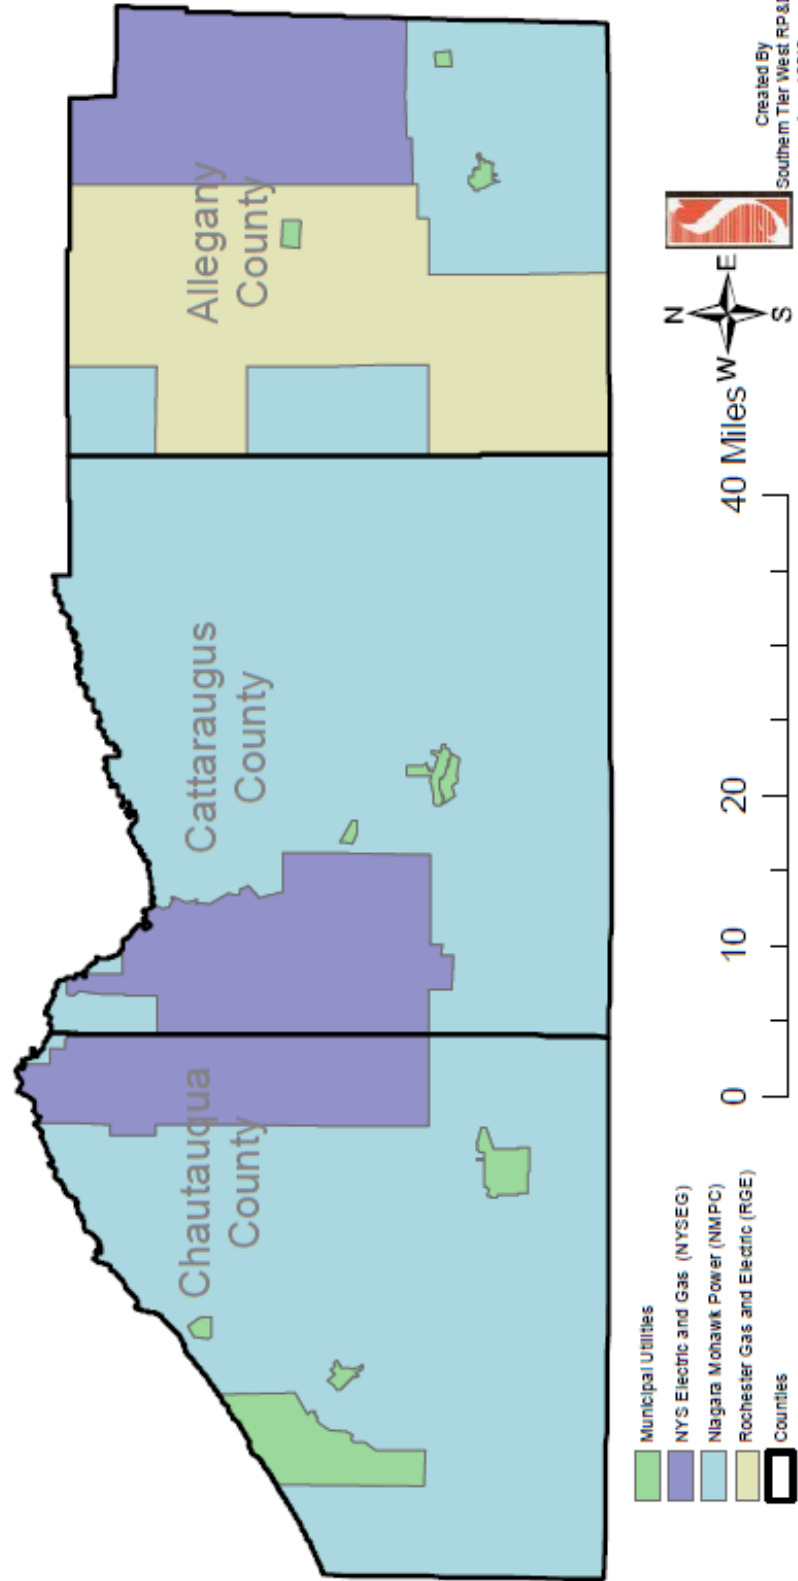 Chautauqua
County
Cattaraugus
County
Allegany
County
Municipal Utilities
NYS Electric and Gas (NYSEG)
Niagara Mohawk Power (NMPC)
Rochester Gas and Electric (RGE)
Counties
0 10 20 40 Miles
N
W E
S
Created By
Southern Tier West RP&